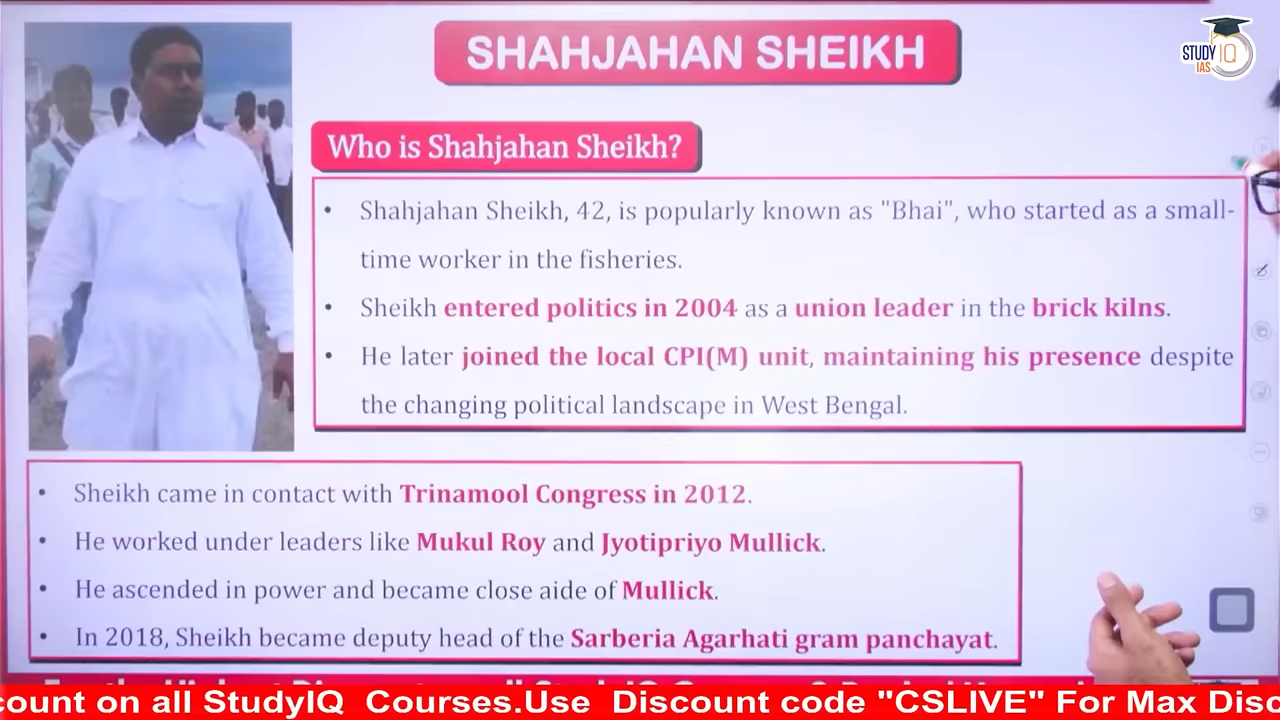 SHAHJAHAN SHEIKH
STUDY IQ
IAS
Who is Shahjahan Sheikh?
• Shahjahan Sheikh, 42, is popularly known as "Bhai", who started as a small-
time worker in the fisheries.
• Sheikh entered politics in 2004 as a union leader in the brick kilns.
• He later joined the local CPI(M) unit, maintaining his presence despite
the changing political landscape in West Bengal.
• Sheikh came in contact with Trinamool Congress in 2012.
• He worked under leaders like Mukul Roy and Jyotipriyo Mullick.
• He ascended in power and became close aide of Mullick.
• In 2018, Sheikh became deputy head of the Sarberia Agarhati gram panchayat.
count on all StudyIQ Courses.Use Discount code "CSLIVE" For Max Disc